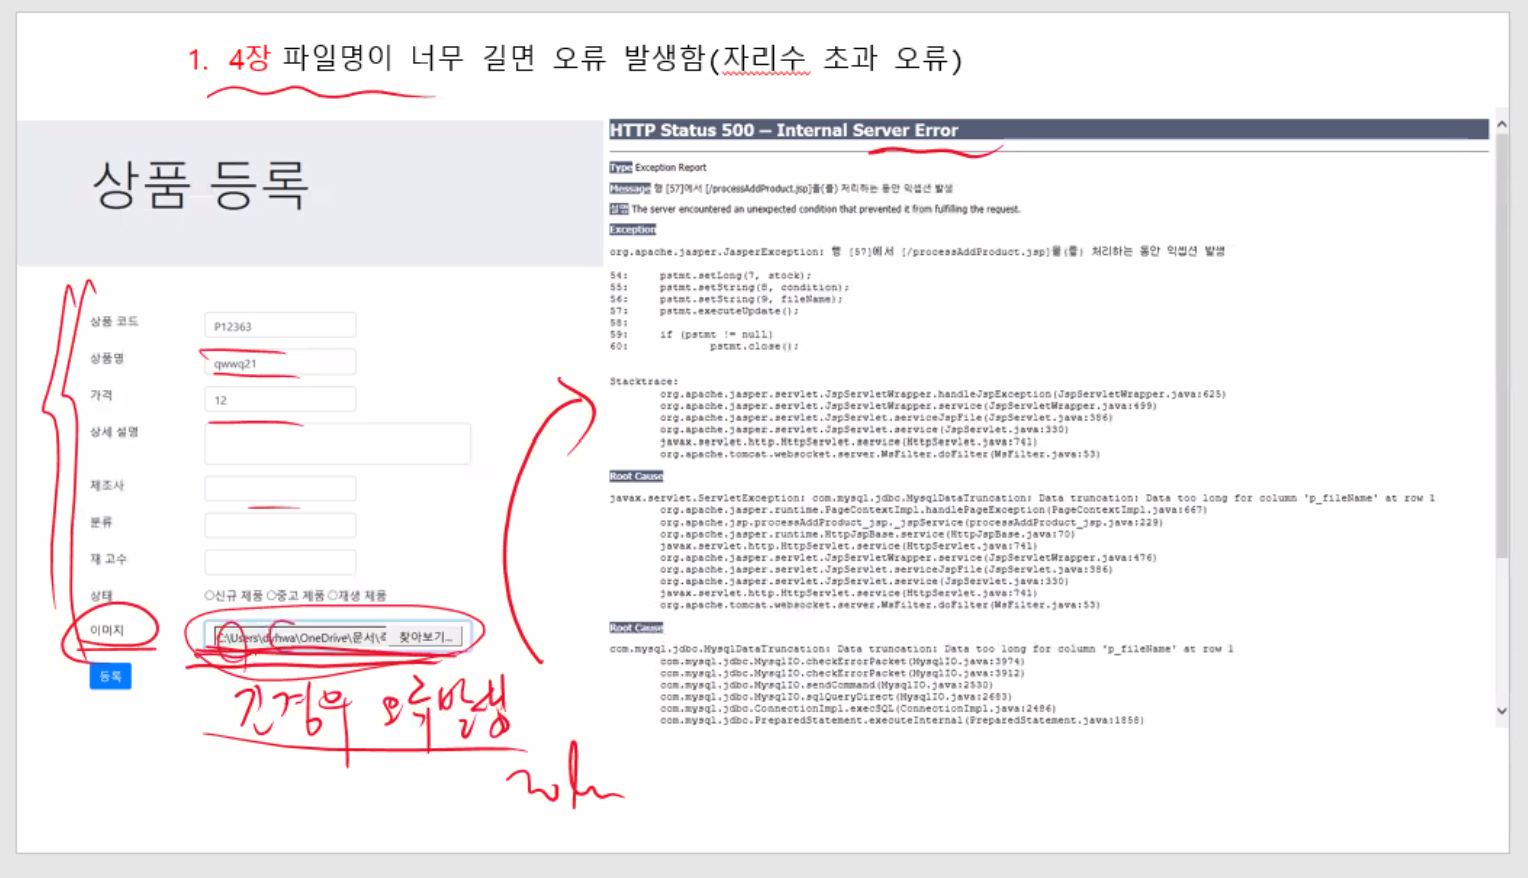 1. 4장 파일명이 너무 길면 오류 발생함(자리수 초과 오류)
상품 등록
상품 코드 P12363
상품명 qwwq21
가격 12
상세 설명
제조사
분류
재고수
상태 ○신규 제품 ○중고 제품 ○재생 제품
이미지 C:\Users\dyhwa\OneDrive\문서\ 찾아보기...
등록
긴경우 오류발생
HTTP Status 500 – Internal Server Error
Type Exception Report
Message 행 [57]에서 [/processAddProduct.jsp]을(를) 처리하는 동안 익셉션 발생
설명 The server encountered an unexpected condition that prevented it from fulfilling the request.
Exception
org.apache.jasper.JasperException: 행 [57]에서 [/processAddProduct.jsp]을(를) 처리하는 동안 익셉션 발생
54: pstmt.setLong(7, stock);
55: pstmt.setString(8, condition);
56: pstmt.setString(9, fileName);
57: pstmt.executeUpdate();
58:
59: if (pstmt != null)
60: pstmt.close();
Stacktrace:
org.apache.jasper.servlet.JspServletWrapper.handleJspException(JspServletWrapper.java:625)
org.apache.jasper.servlet.JspServletWrapper.service(JspServletWrapper.java:499)
org.apache.jasper.servlet.JspServlet.serviceJspFile(JspServlet.java:386)
org.apache.jasper.servlet.JspServlet.service(JspServlet.java:330)
javax.servlet.http.HttpServlet.service(HttpServlet.java:741)
org.apache.tomcat.websocket.server.WsFilter.doFilter(WsFilter.java:53)
Root Cause
javax.servlet.ServletException: com.mysql.jdbc.MysqlDataTruncation: Data truncation: Data too long for column 'p_fileName' at row 1
org.apache.jasper.runtime.PageContextImpl.handlePageException(PageContextImpl.java:667)
org.apache.jsp.processAddProduct_jsp._jspService(processAddProduct_jsp.java:229)
org.apache.jasper.runtime.HttpJspBase.service(HttpJspBase.java:70)
javax.servlet.http.HttpServlet.service(HttpServlet.java:741)
org.apache.jasper.servlet.JspServletWrapper.service(JspServletWrapper.java:476)
org.apache.jasper.servlet.JspServlet.serviceJspFile(JspServlet.java:386)
org.apache.jasper.servlet.JspServlet.service(JspServlet.java:330)
javax.servlet.http.HttpServlet.service(HttpServlet.java:741)
org.apache.tomcat.websocket.server.WsFilter.doFilter(WsFilter.java:53)
Root Cause
com.mysql.jdbc.MysqlDataTruncation: Data truncation: Data too long for column 'p_fileName' at row 1
com.mysql.jdbc.MysqlIO.checkErrorPacket(MysqlIO.java:3974)
com.mysql.jdbc.MysqlIO.checkErrorPacket(MysqlIO.java:3912)
com.mysql.jdbc.MysqlIO.sendCommand(MysqlIO.java:2530)
com.mysql.jdbc.MysqlIO.sqlQueryDirect(MysqlIO.java:2683)
com.mysql.jdbc.ConnectionImpl.execSQL(ConnectionImpl.java:2486)
com.mysql.jdbc.PreparedStatement.executeInternal(PreparedStatement.java:1858)